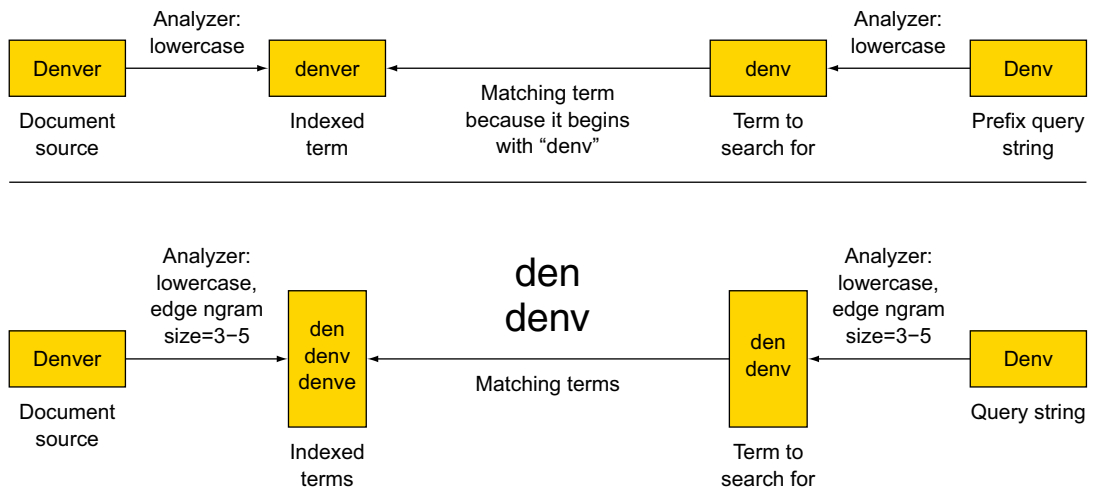 Analyzer:
lowercase
Analyzer:
lowercase
Denver
denver
denv
Denv
Document
source
Indexed
term
Matching term
because it begins
with “denv”
Term to
search for
Prefix query
string
Analyzer:
lowercase,
edge ngram
size=3–5
den
denv
Analyzer:
lowercase,
edge ngram
size=3–5
Denver
den
denv
denve
Matching terms
den
denv
Denv
Document
source
Indexed
terms
Term to
search for
Query string